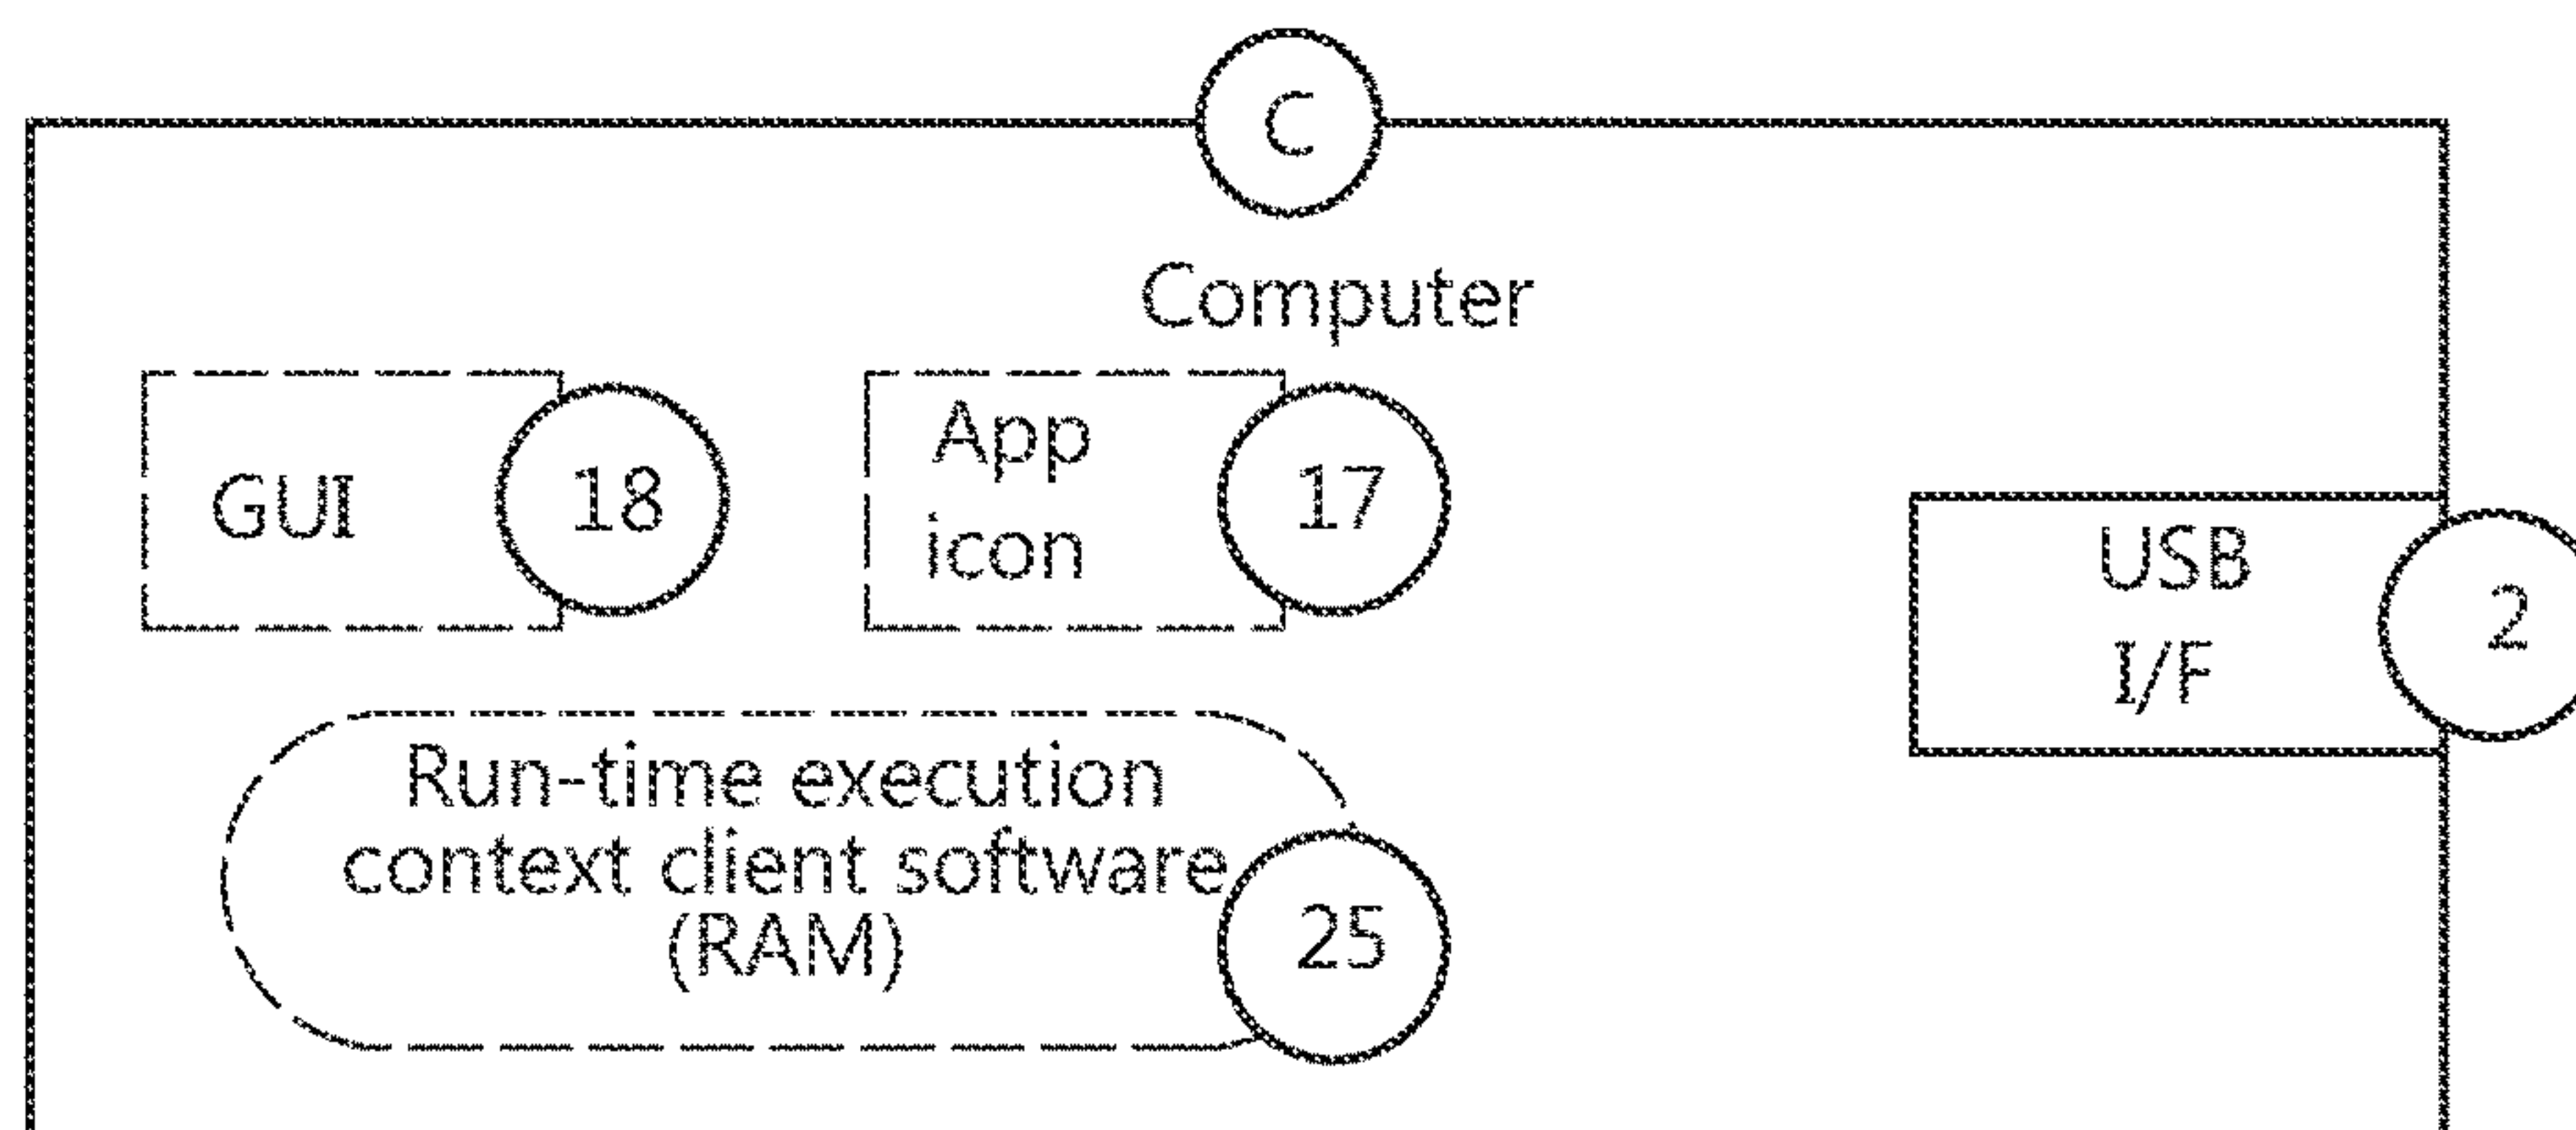 C
Computer
GUI
18
App
icon
17
USB
I/F
2
Run-time execution
context client software
(RAM)
25